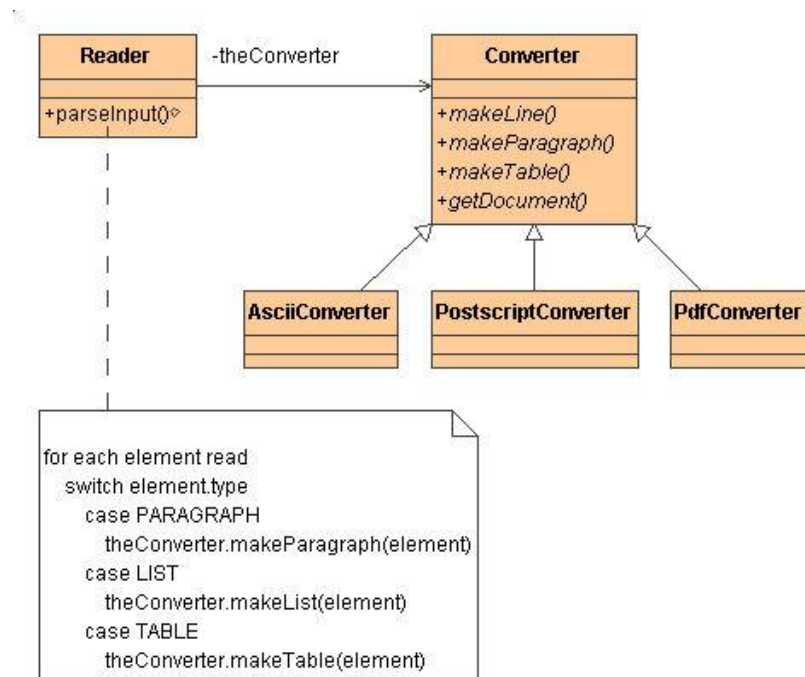 Reader
+parseInput()
-theConverter
Converter
+makeLine()
+makeParagraph()
+makeTable()
+getDocument()
AsciiConverter
PostscriptConverter
PdfConverter
for each element read
switch element.type
case PARAGRAPH
theConverter.makeParagraph(element)
case LIST
theConverter.makeList(element)
case TABLE
theConverter.makeTable(element)